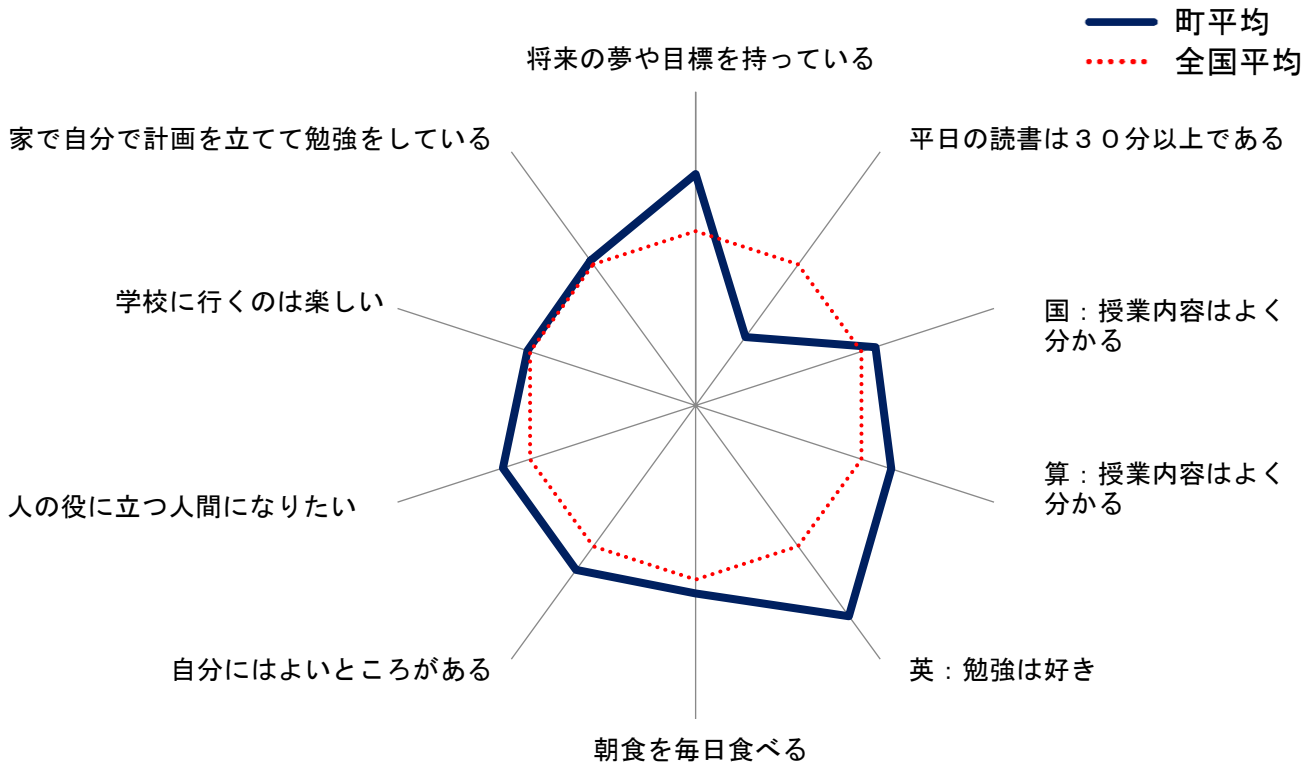 町平均
全国平均
将来の夢や目標を持っている
平日の読書は３０分以上である
国：授業内容はよく
分かる
算：授業内容はよく
分かる
英：勉強は好き
朝食を毎日食べる
自分にはよいところがある
人の役に立つ人間になりたい
学校に行くのは楽しい
家で自分で計画を立てて勉強をしている